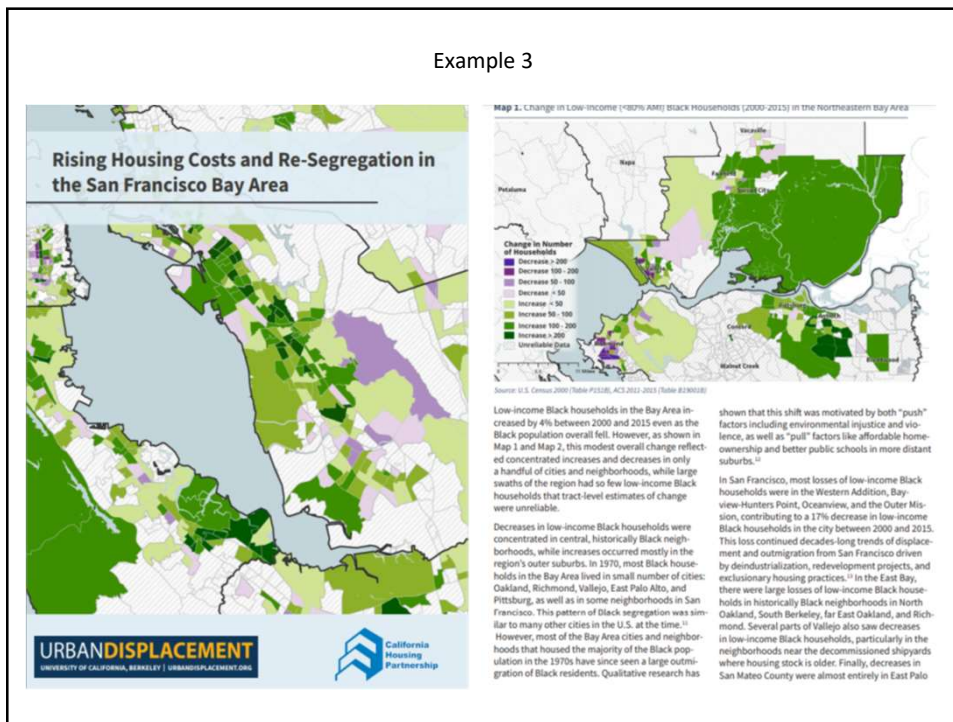 Example 3
Rising Housing Costs and Re-Segregation in
the San Francisco Bay Area
URBANDISPLACEMENT
UNIVERSITY OF CALIFORNIA, BERKELEY | URBANDISPLACEMENT.ORG
California
Housing
Partnership
Map 1. Change in Low-Income (<80% AMI) Black Households (2000-2015) in the Northeastern Bay Area
Vacaville
Napa
Fairfield
Suisun City
Petaluma
Change in Number
of Households
Decrease > 200
Decrease 100 - 200
Decrease 50 - 100
Decrease < 50
Increase < 50
Increase 50 - 100
Increase 100 - 200
Increase > 200
Unreliable Data
Vallejo
Pittsburg
Antioch
Concord
Richmond
Brentwood
Walnut Creek
Source: U.S. Census 2000 (Table P151B), ACS 2011-2015 (Table B19001B)
Low-income Black households in the Bay Area in-
creased by 4% between 2000 and 2015 even as the
Black population overall fell. However, as shown in
Map 1 and Map 2, this modest overall change reflect-
ed concentrated increases and decreases in only
a handful of cities and neighborhoods, while large
swaths of the region had so few low-income Black
households that tract-level estimates of change
were unreliable.
Decreases in low-income Black households were
concentrated in central, historically Black neigh-
borhoods, while increases occurred mostly in the
region's outer suburbs. In 1970, most Black house-
holds in the Bay Area lived in small number of cities:
Oakland, Richmond, Vallejo, East Palo Alto, and
Pittsburg, as well as in some neighborhoods in San
Francisco. This pattern of Black segregation was sim-
ilar to many other cities in the U.S. at the time.¹¹
However, most of the Bay Area cities and neighbor-
hoods that housed the majority of the Black pop-
ulation in the 1970s have since seen a large outmi-
gration of Black residents. Qualitative research has
shown that this shift was motivated by both "push"
factors including environmental injustice and vio-
lence, as well as "pull" factors like affordable home-
ownership and better public schools in more distant
suburbs.¹²
In San Francisco, most losses of low-income Black
households were in the Western Addition, Bay-
view-Hunters Point, Oceanview, and the Outer Mis-
sion, contributing to a 17% decrease in low-income
Black households in the city between 2000 and 2015.
This loss continued decades-long trends of displace-
ment and outmigration from San Francisco driven
by deindustrialization, redevelopment projects, and
exclusionary housing practices.¹³ In the East Bay,
there were large losses of low-income Black house-
holds in historically Black neighborhoods in North
Oakland, South Berkeley, far East Oakland, and Rich-
mond. Several parts of Vallejo also saw decreases
in low-income Black households, particularly in the
neighborhoods near the decommissioned shipyards
where housing stock is older. Finally, decreases in
San Mateo County were almost entirely in East Palo